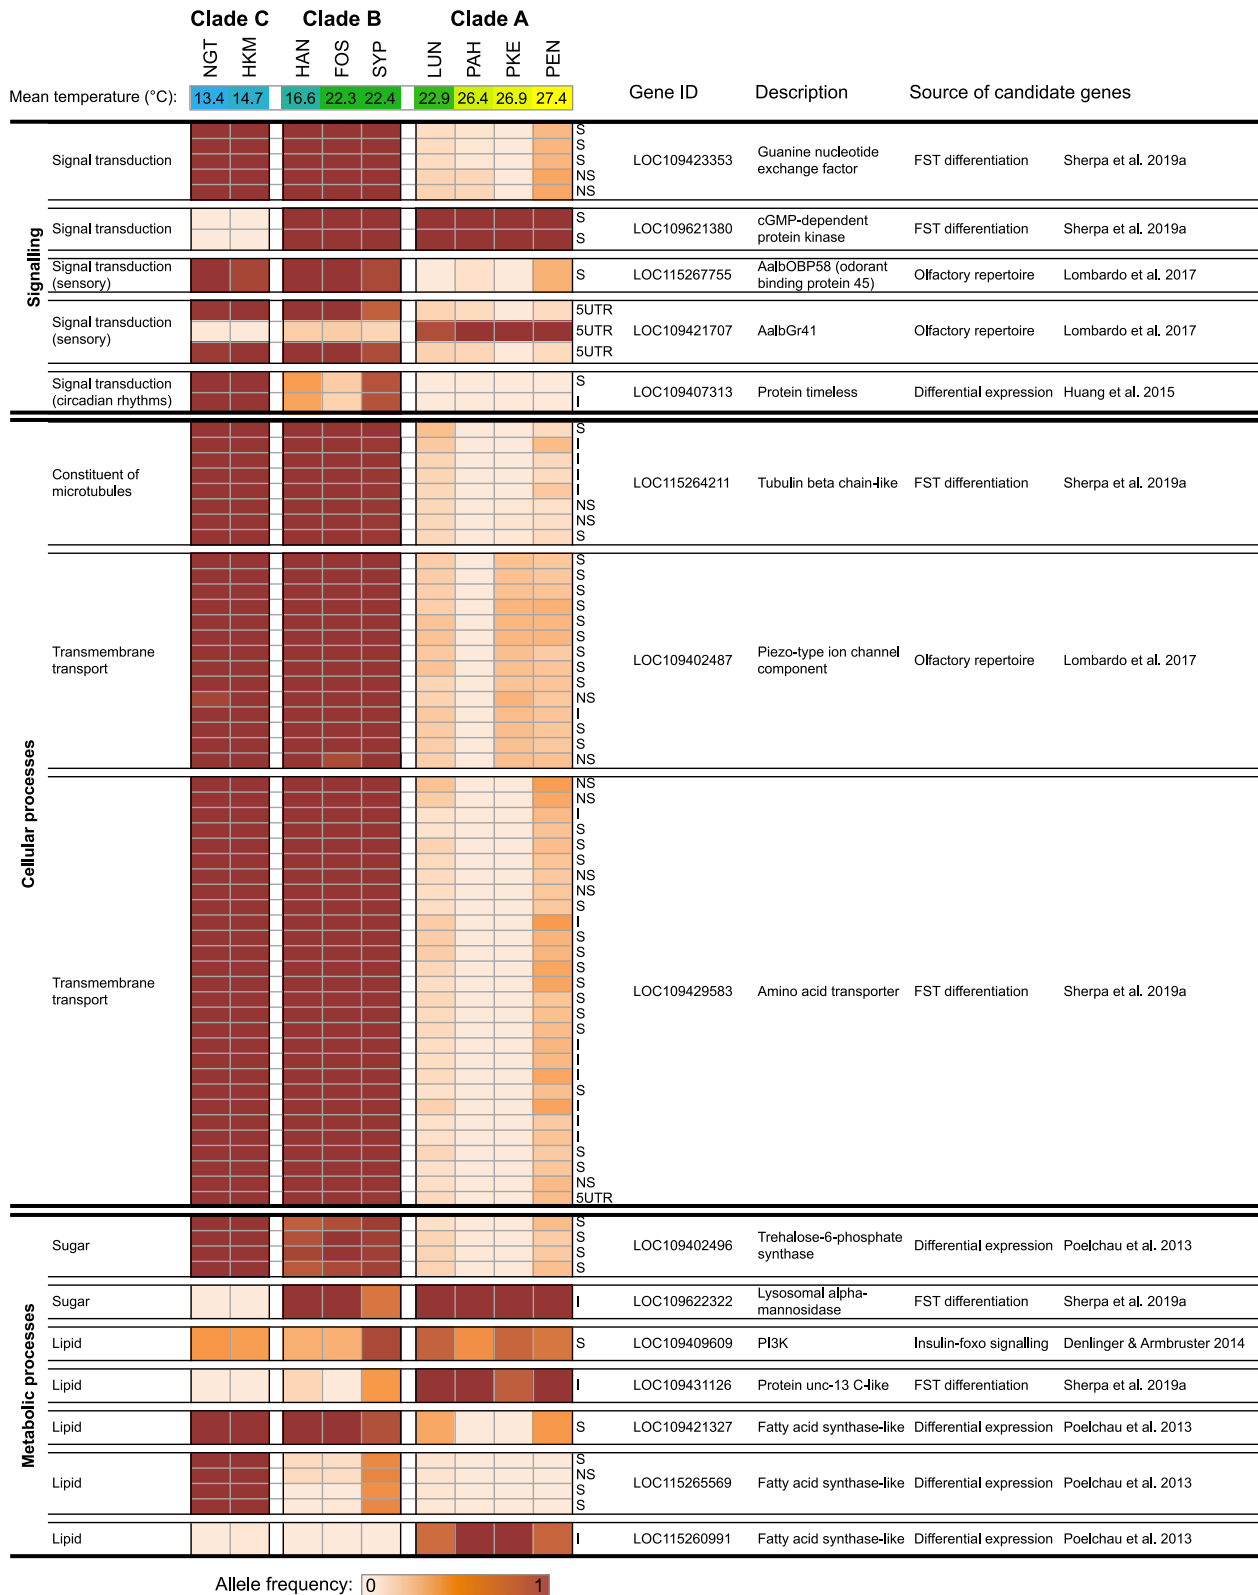 Clade C Clade B Clade A
NGT HKM HAN FOS SYP LUN PAH PKE PEN
Mean temperature (°C): 13.4 14.7 16.6 22.3 22.4 22.9 26.4 26.9 27.4 Gene ID Description Source of candidate genes
Signalling
Signal transduction
S
S
S
NS
NS
LOC109423353
Guanine nucleotide
exchange factor
FST differentiation
Sherpa et al. 2019a
Signal transduction
S
S
LOC109621380
cGMP-dependent
protein kinase
FST differentiation
Sherpa et al. 2019a
Signal transduction
(sensory)
S
LOC115267755
AalbOBP58 (odorant
binding protein 45)
Olfactory repertoire
Lombardo et al. 2017
Signal transduction
(sensory)
5UTR
5UTR
5UTR
LOC109421707
AalbGr41
Olfactory repertoire
Lombardo et al. 2017
Signal transduction
(circadian rhythms)
S
I
LOC109407313
Protein timeless
Differential expression
Huang et al. 2015
Cellular processes
Constituent of
microtubules
S
I
I
I
I
NS
NS
S
LOC115264211
Tubulin beta chain-like
FST differentiation
Sherpa et al. 2019a
Transmembrane
transport
S
S
S
S
S
S
S
S
S
NS
I
S
S
NS
LOC109402487
Piezo-type ion channel
component
Olfactory repertoire
Lombardo et al. 2017
Transmembrane
transport
NS
NS
I
S
S
S
NS
NS
S
I
S
S
S
S
S
S
S
I
I
I
S
I
I
I
S
S
NS
5UTR
LOC109429583
Amino acid transporter
FST differentiation
Sherpa et al. 2019a
Metabolic processes
Sugar
S
S
S
S
LOC109402496
Trehalose-6-phosphate
synthase
Differential expression
Poelchau et al. 2013
Sugar
I
LOC109622322
Lysosomal alpha-
mannosidase
FST differentiation
Sherpa et al. 2019a
Lipid
S
LOC109409609
PI3K
Insulin-foxo signalling
Denlinger & Armbruster 2014
Lipid
I
LOC109431126
Protein unc-13 C-like
FST differentiation
Sherpa et al. 2019a
Lipid
S
LOC109421327
Fatty acid synthase-like
Differential expression
Poelchau et al. 2013
Lipid
S
NS
S
S
LOC115265569
Fatty acid synthase-like
Differential expression
Poelchau et al. 2013
Lipid
I
LOC115260991
Fatty acid synthase-like
Differential expression
Poelchau et al. 2013
Allele frequency: 0 1